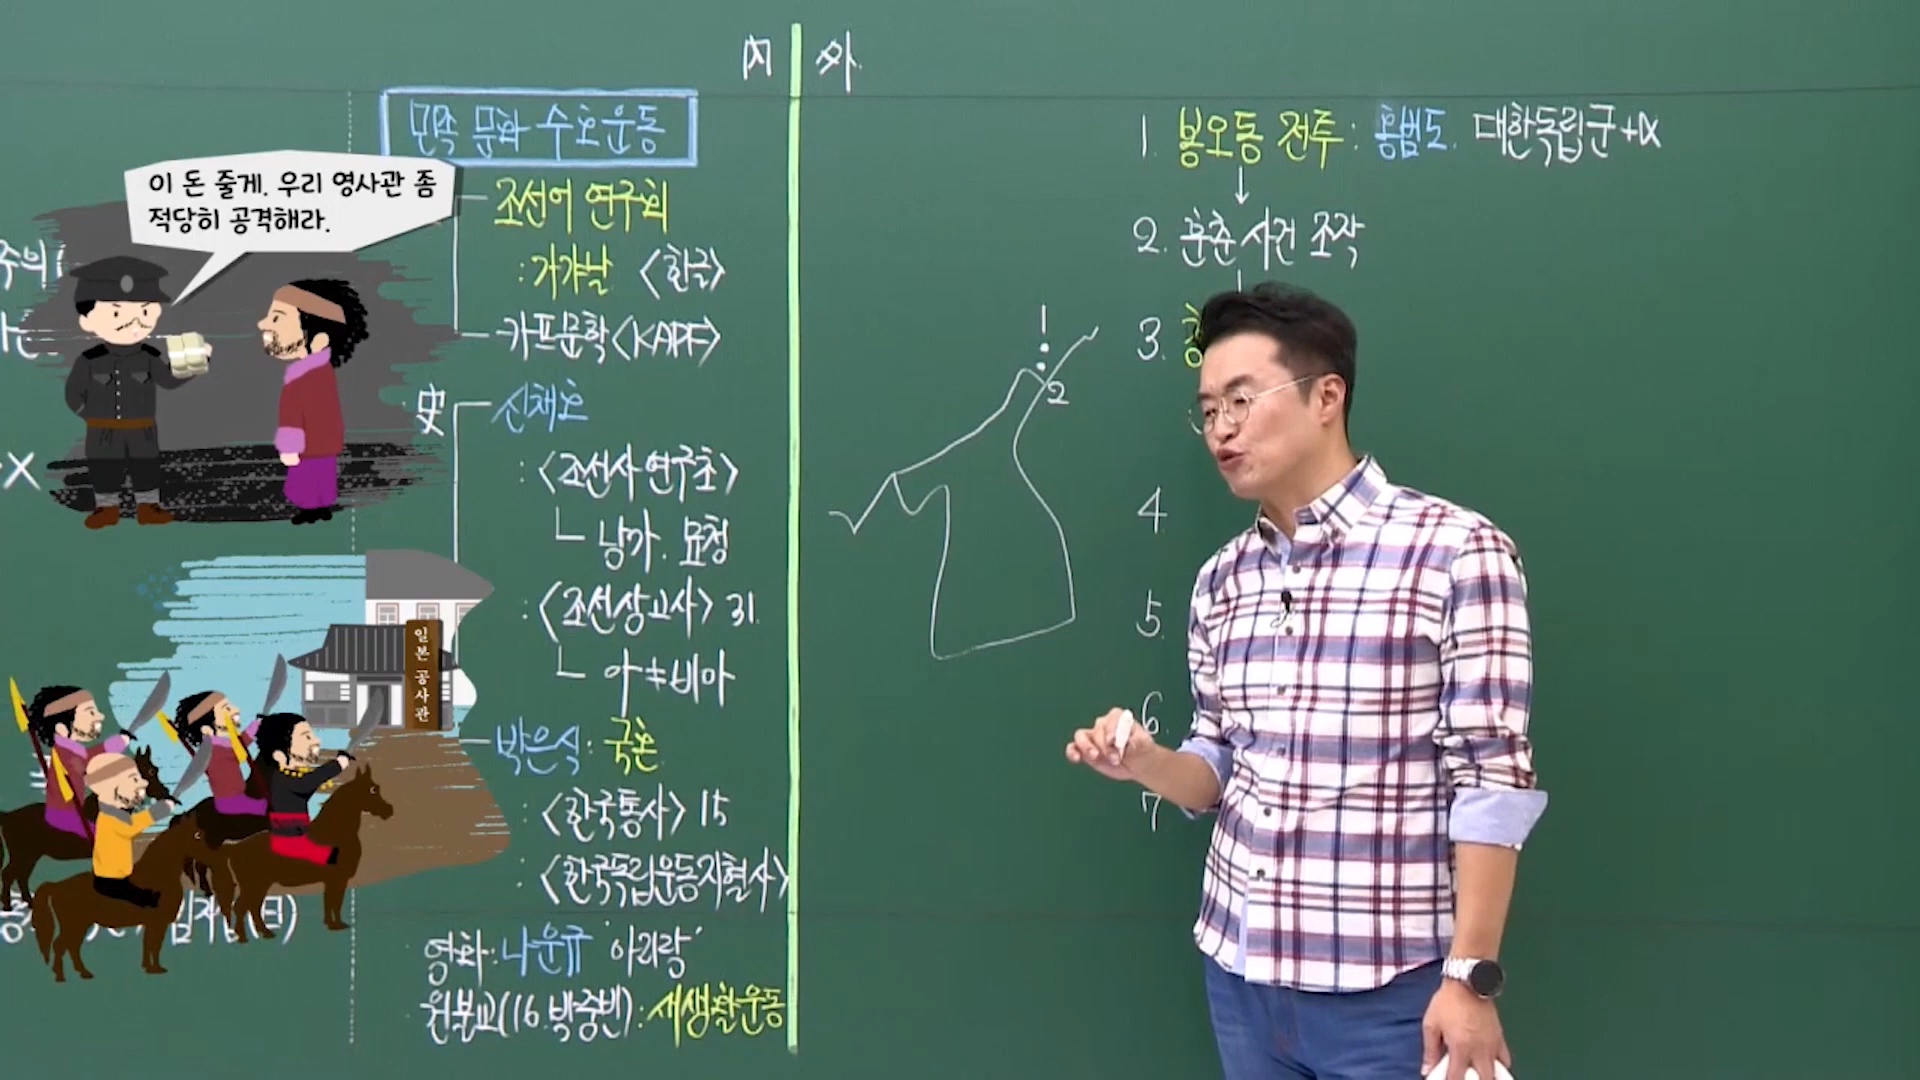 內 外
민족 문화 수호운동
이 돈 줄게. 우리 영사관 좀
적당히 공격해라.
조선어 연구회
: 가갸날 <한글>
카프문학<KAPF>
史
신채호
: <조선사연구초>
낭가. 묘청
: <조선상고사> 31.
아≠비아
박은식: 국혼
: <한국통사> 15
: <한국독립운동지혈사>
영화: 나운규 '아리랑'
원불교(16.박중빈): 새생활운동
일본공사관
주의
X
1. 봉오동 전투: 홍범도. 대한독립군+α
↓
2. 훈춘사건 조작
3.
4
5.
6.
7
1
2